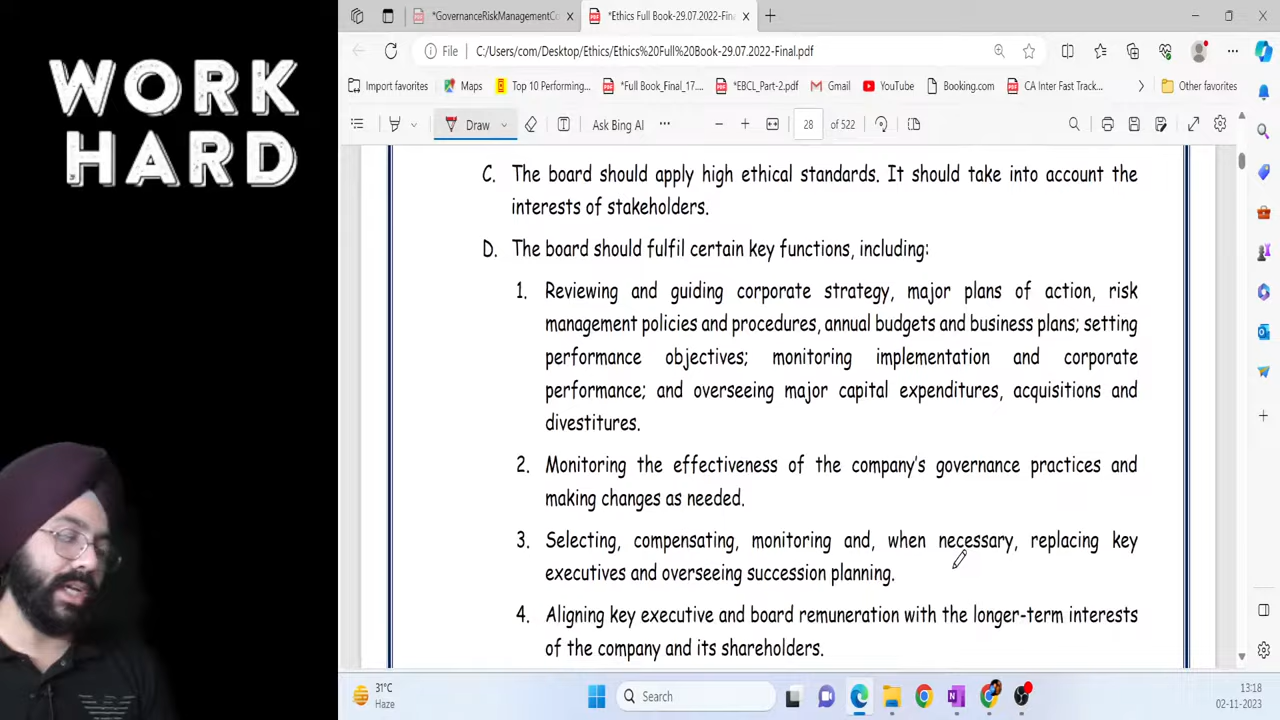 WORK
HARD
*GovernanceRiskManagementCo
*Ethics Full Book-29.07.2022-Fina
File
C:/Users/com/Desktop/Ethics/Ethics%20Full%20Book-29.07.2022-Final.pdf
Import favorites
Maps
Top 10 Performing...
*Full Book_Final_17....
*EBCL_Part-2.pdf
Gmail
YouTube
Booking.com
CA Inter Fast Track...
Other favorites
Draw
Ask Bing AI
28
of 522
C. The board should apply high ethical standards. It should take into account the
interests of stakeholders.
D. The board should fulfil certain key functions, including:
1. Reviewing and guiding corporate strategy, major plans of action, risk
management policies and procedures, annual budgets and business plans; setting
performance objectives; monitoring implementation and corporate
performance; and overseeing major capital expenditures, acquisitions and
divestitures.
2. Monitoring the effectiveness of the company's governance practices and
making changes as needed.
3. Selecting, compensating, monitoring and, when necessary, replacing key
executives and overseeing succession planning.
4. Aligning key executive and board remuneration with the longer-term interests
of the company and its shareholders.
31°C
Haze
Search
13:18
02-11-2023